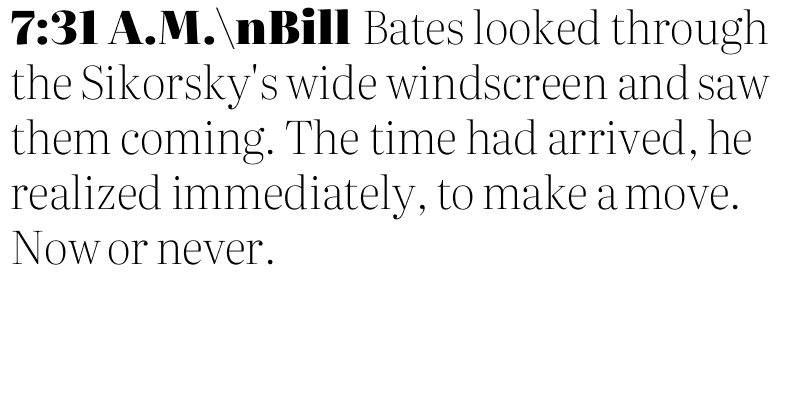 7:31 A.M.\nBill Bates looked through
the Sikorsky's wide windscreen and saw
them coming. The time had arrived, he
realized immediately, to make a move.
Now or never.